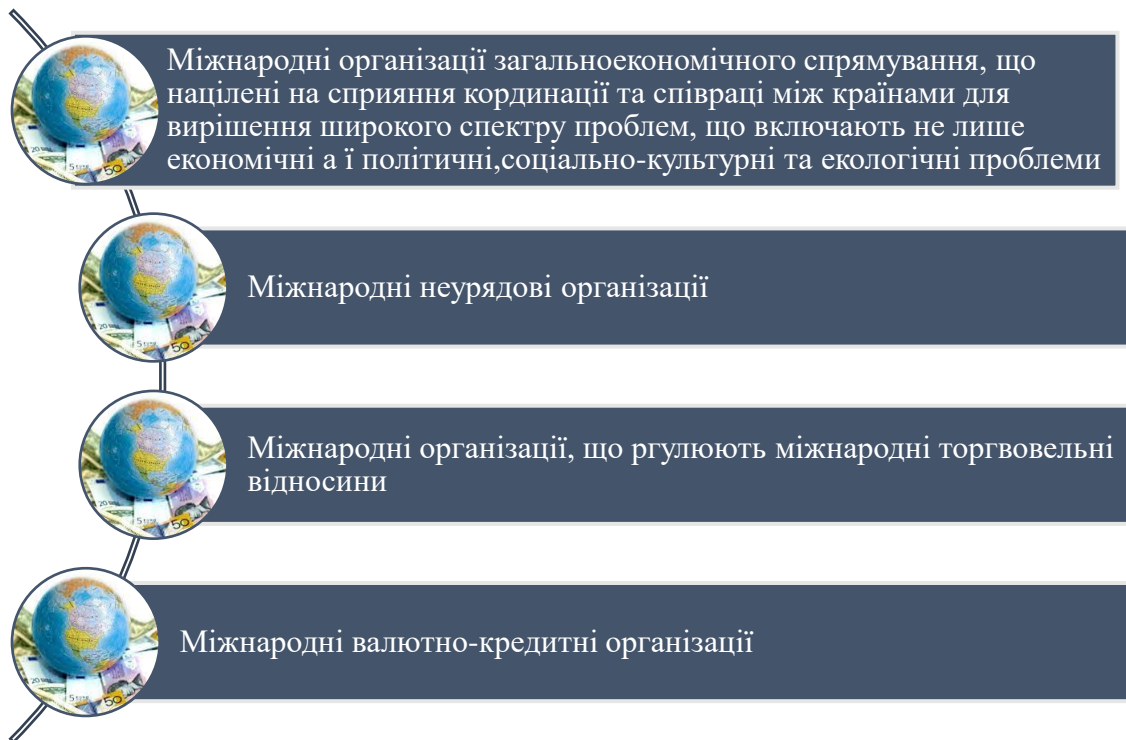 Міжнародні організації загальноекономічного спрямування, що
націлені на сприяння кординації та співраці між країнами для
вирішення широкого спектру проблем, що включають не лише
економічні а ї політичні,соціально-культурні та екологічні проблеми
Міжнародні неурядові організації
Міжнародні організації, що ргулюють міжнародні торгвовельні
відносини
Міжнародні валютно-кредитні організації